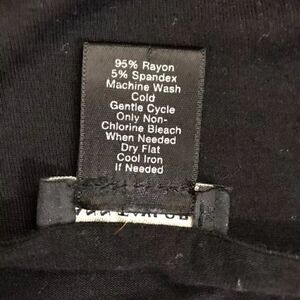 95% Rayon
5% Spandex
Machine Wash
Cold
Gentle Cycle
Only Non-
Chlorine Bleach
When Needed
Dry Flat
Cool Iron
If Needed